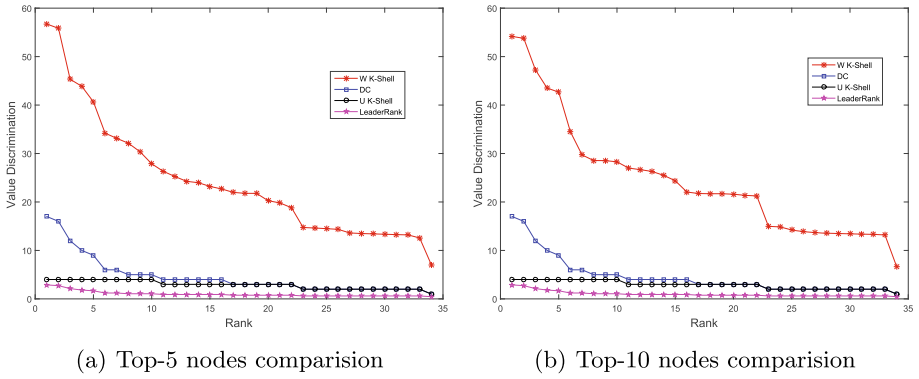 60
50
40
30
20
10
0
Value Discrimination
0 5 10 15 20 25 30 35
Rank
W K-Shell
DC
U K-Shell
LeaderRank
(a) Top-5 nodes comparision
60
50
40
30
20
10
0
Value Discrimination
0 5 10 15 20 25 30 35
Rank
W K-Shell
DC
U K-Shell
LeaderRank
(b) Top-10 nodes comparision